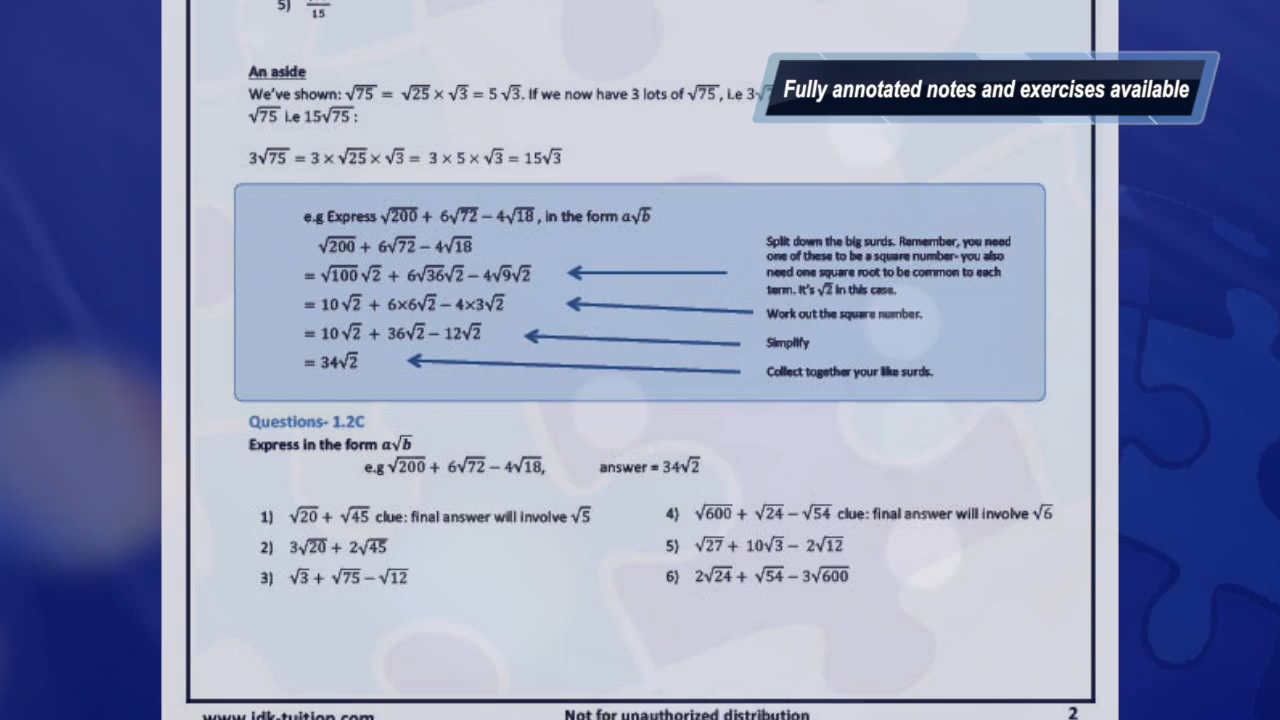 5)
15
Fully annotated notes and exercises available
An aside
We've shown: √75 = √25 × √3 = 5 √3. If we now have 3 lots of √75, i.e 3√
√75 i.e 15√75:
3√75 = 3 × √25 × √3 = 3 × 5 × √3 = 15√3
e.g Express √200 + 6√72 − 4√18, in the form a√b
√200 + 6√72 − 4√18
= √100 √2 + 6√36√2 − 4√9√2
= 10√2 + 6×6√2 − 4×3√2
= 10√2 + 36√2 − 12√2
= 34√2
Split down the big surds. Remember, you need
one of these to be a square number- you also
need one square root to be common to each
term. It's √2 in this case.
Work out the square number.
Simplify
Collect together your like surds.
Questions- 1.2C
Express in the form a√b
e.g √200 + 6√72 − 4√18, answer = 34√2
1) √20 + √45 clue: final answer will involve √5
2) 3√20 + 2√45
3) √3 + √75 − √12
4) √600 + √24 − √54 clue: final answer will involve √6
5) √27 + 10√3 − 2√12
6) 2√24 + √54 − 3√600
www.jdk-tuition.com Not for unauthorized distribution 2